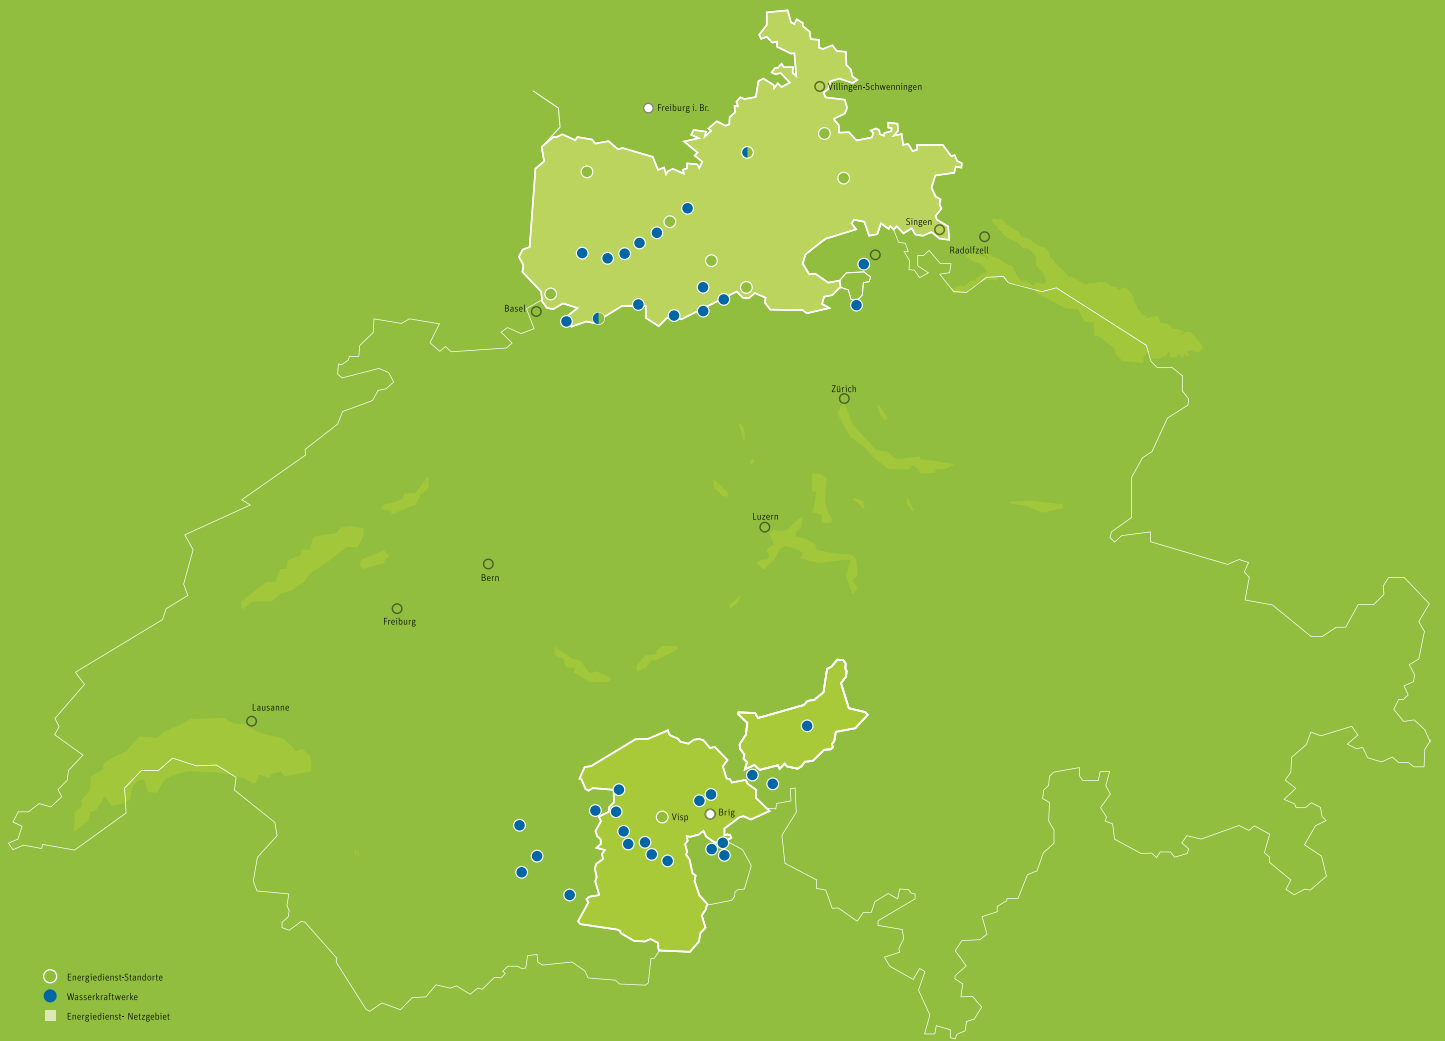 Villingen-Schwenningen
Freiburg i. Br.
Singen
Radolfzell
Basel
Zürich
Luzern
Bern
Freiburg
Lausanne
Visp
Brig
Energiedienst-Standorte
Wasserkraftwerke
Energiedienst- Netzgebiet